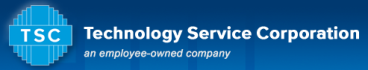 TSC
Technology Service Corporation
an employee-owned company